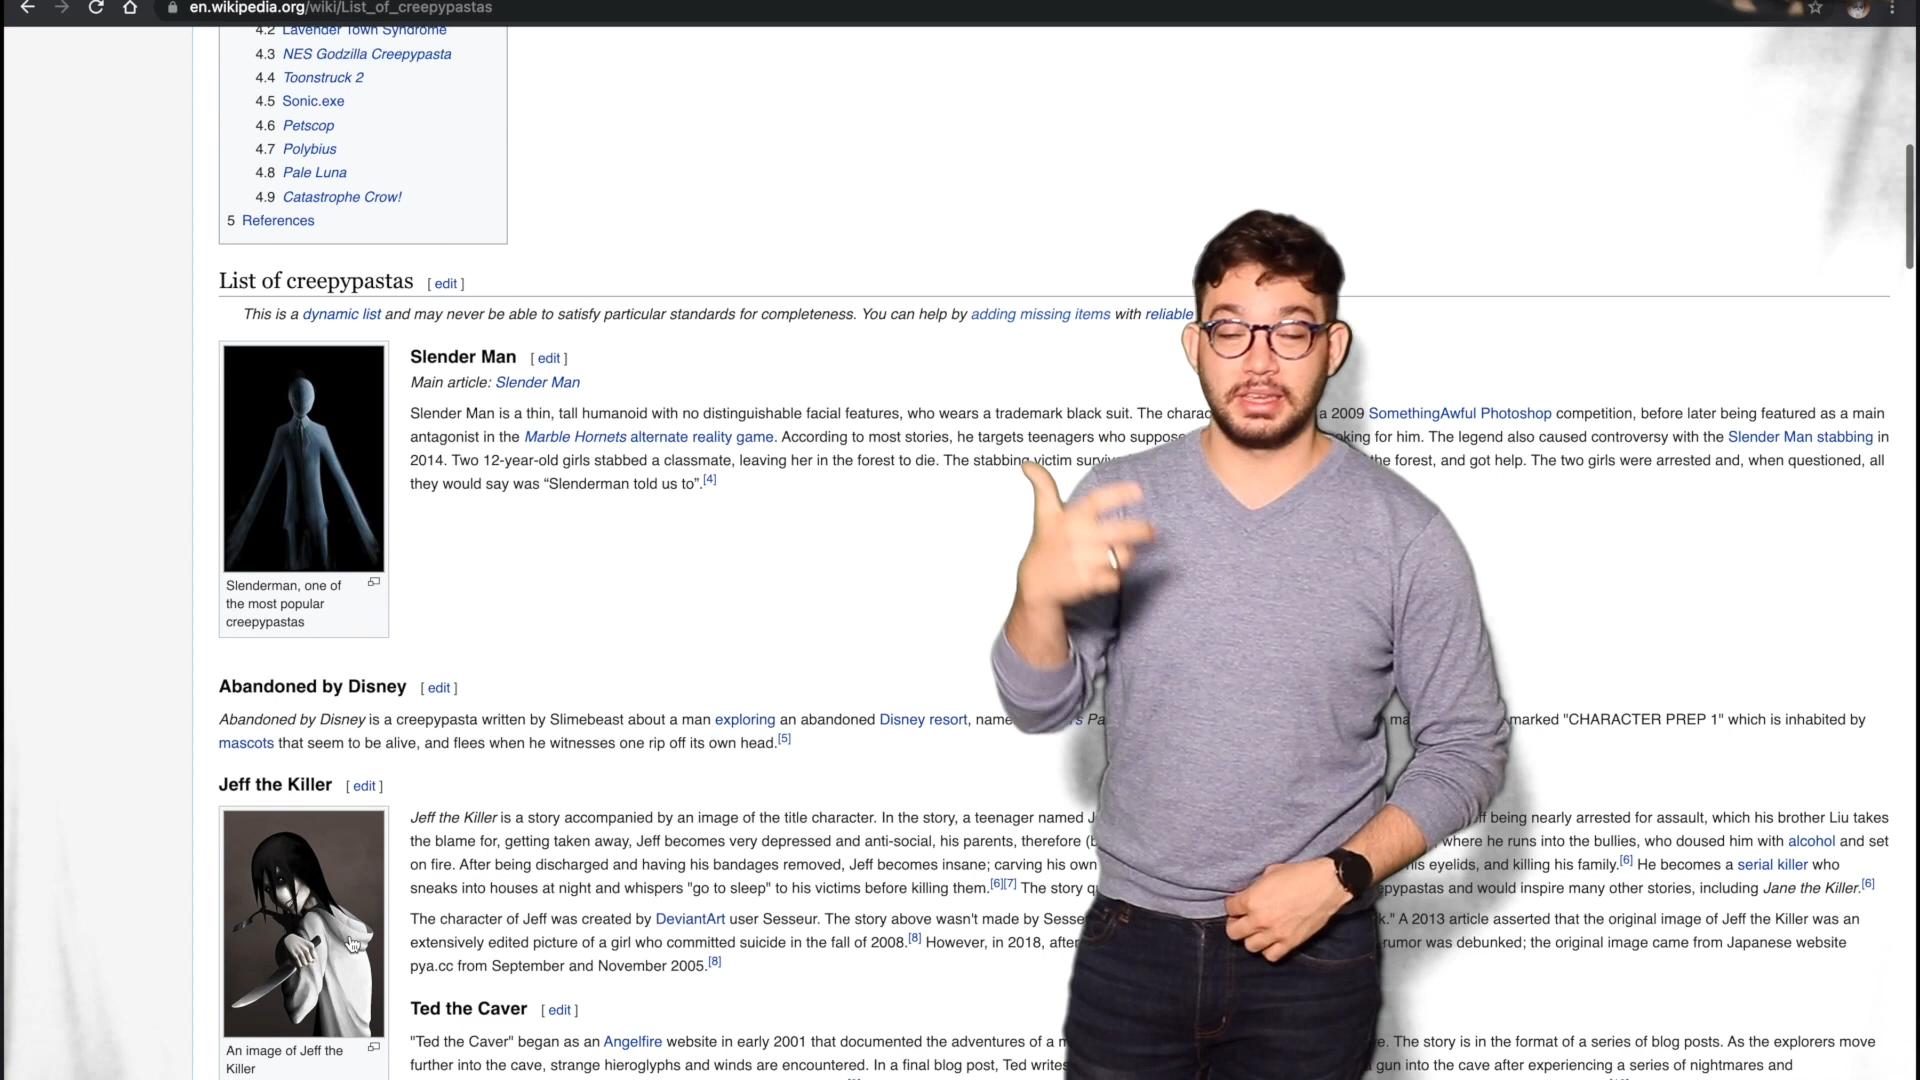 en.wikipedia.org/wiki/List_of_creepypastas
4.2 Lavender Town Syndrome
4.3 NES Godzilla Creepypasta
4.4 Toonstruck 2
4.5 Sonic.exe
4.6 Petscop
4.7 Polybius
4.8 Pale Luna
4.9 Catastrophe Crow!
5 References
List of creepypastas [ edit ]
This is a dynamic list and may never be able to satisfy particular standards for completeness. You can help by adding missing items with reliable
Slender Man [ edit ]
Main article: Slender Man
Slender Man is a thin, tall humanoid with no distinguishable facial features, who wears a trademark black suit. The a 2009 SomethingAwful Photoshop competition, before later being featured as a main
antagonist in the Marble Hornets alternate reality game. According to most stories, he targets teenagers who for him. The legend also caused controversy with the Slender Man stabbing in
2014. Two 12-year-old girls stabbed a classmate, leaving her in the forest to die. The stabbing victim the forest, and got help. The two girls were arrested and, when questioned, all
they would say was “Slenderman told us to”.[4]
Slenderman, one of
the most popular
creepypastas
Abandoned by Disney [ edit ]
Abandoned by Disney is a creepypasta written by Slimebeast about a man exploring an abandoned Disney resort, marked "CHARACTER PREP 1" which is inhabited by
mascots that seem to be alive, and flees when he witnesses one rip off its own head.[5]
Jeff the Killer [ edit ]
Jeff the Killer is a story accompanied by an image of the title character. In the story, a teenager named being nearly arrested for assault, which his brother Liu takes
the blame for, getting taken away, Jeff becomes very depressed and anti-social, his parents, therefore where he runs into the bullies, who doused him with alcohol and set
on fire. After being discharged and having his bandages removed, Jeff becomes insane; carving his own his eyelids, and killing his family.[6] He becomes a serial killer who
sneaks into houses at night and whispers "go to sleep" to his victims before killing them.[6][7] The story and would inspire many other stories, including Jane the Killer.[6]
The character of Jeff was created by DeviantArt user Sesseur. The story above wasn't made by A 2013 article asserted that the original image of Jeff the Killer was an
extensively edited picture of a girl who committed suicide in the fall of 2008.[8] However, in 2018, after rumor was debunked; the original image came from Japanese website
pya.cc from September and November 2005.[8]
Ted the Caver [ edit ]
"Ted the Caver" began as an Angelfire website in early 2001 that documented the adventures of a The story is in the format of a series of blog posts. As the explorers move
further into the cave, strange hieroglyphs and winds are encountered. In a final blog post, Ted writes gun into the cave after experiencing a series of nightmares and
An image of Jeff the
Killer